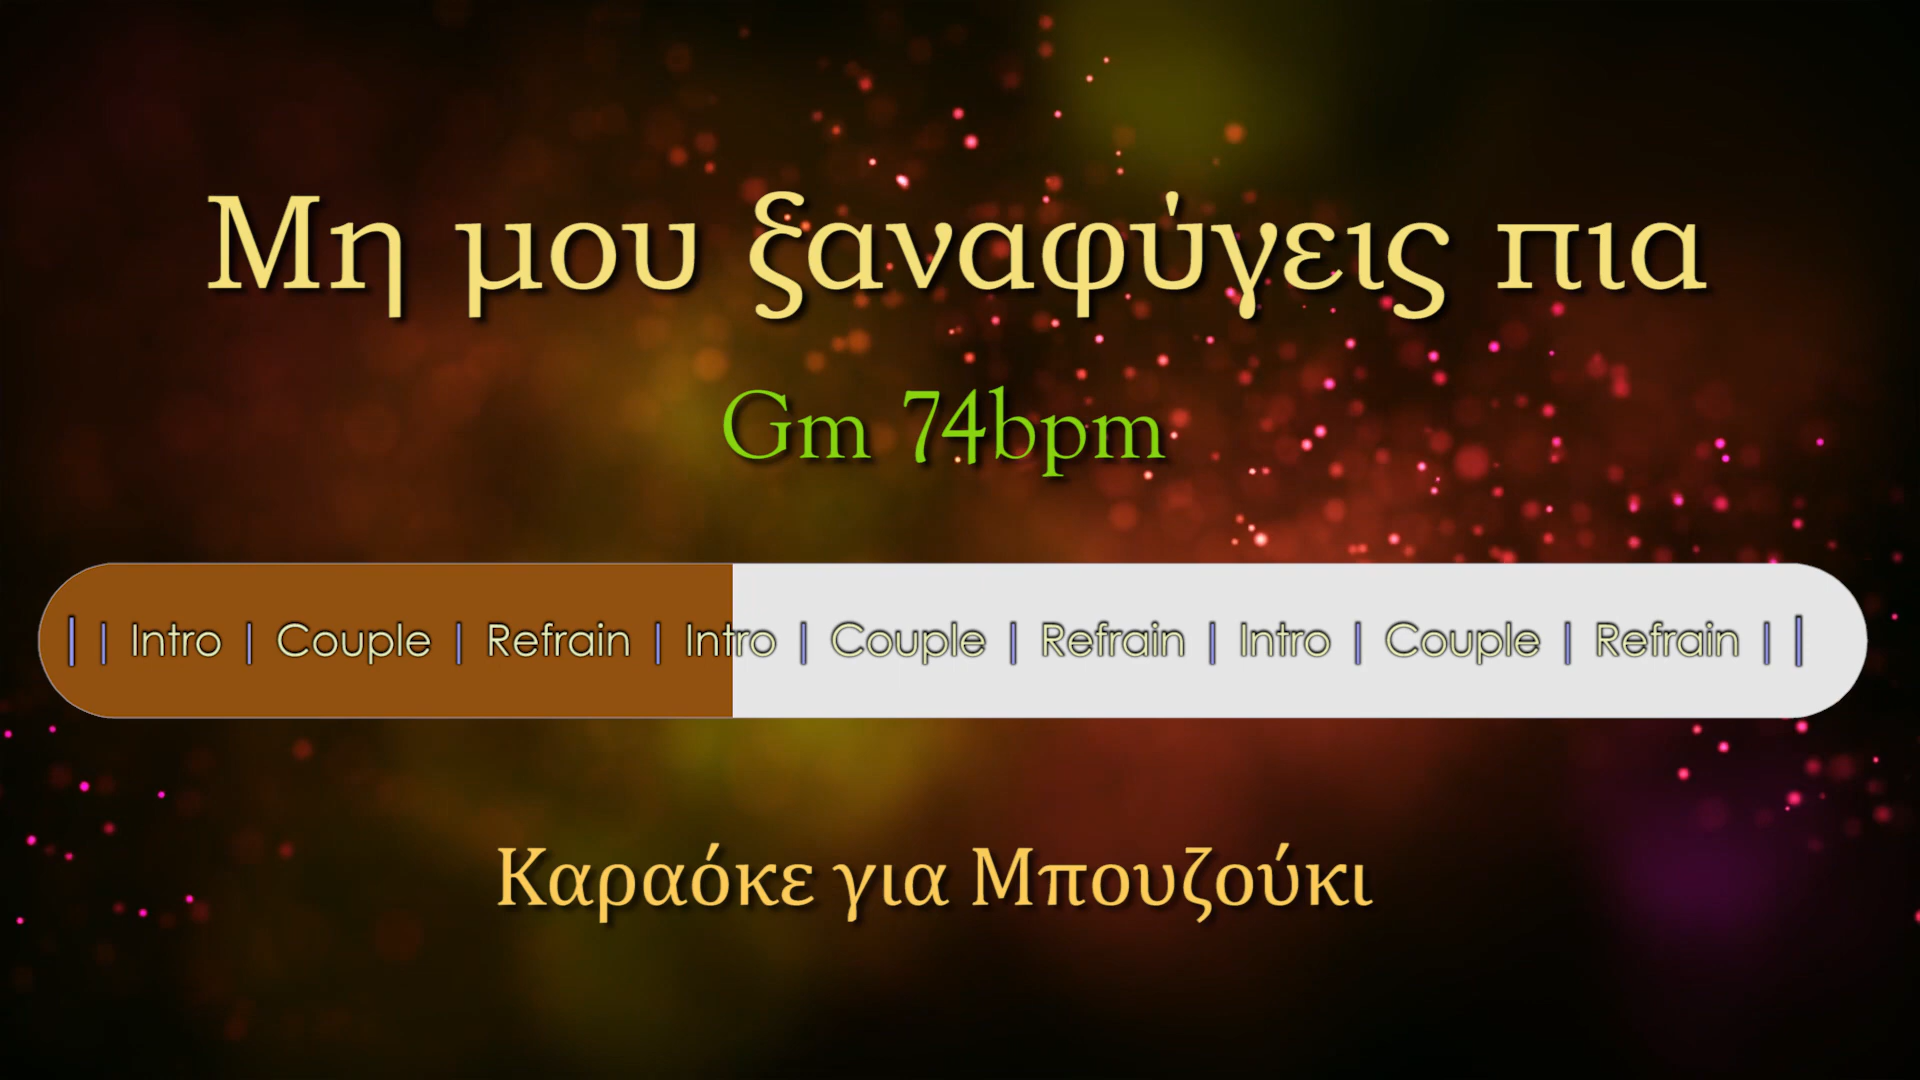 Μη μου ξαναφύγεις πια
Gm 74bpm
| | Intro | Couple | Refrain | Intro | Couple | Refrain | Intro | Couple | Refrain | |
Καραόκε για Μπουζούκι